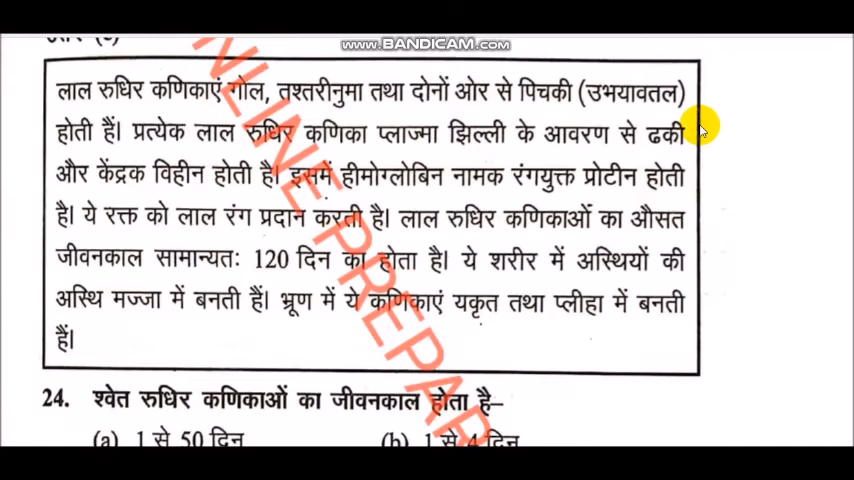 www.BANDICAM.com
लाल रुधिर कणिकाएं गोल, तश्तरीनुमा तथा दोनों ओर से पिचकी (उभयावतल)
होती हैं। प्रत्येक लाल रुधिर कणिका प्लाज्मा झिल्ली के आवरण से ढकी
और केंद्रक विहीन होती है। इसमें हीमोग्लोबिन नामक रंगयुक्त प्रोटीन होती
है। ये रक्त को लाल रंग प्रदान करती है। लाल रुधिर कणिकाओं का औसत
जीवनकाल सामान्यतः 120 दिन का होता है। ये शरीर में अस्थियों की
अस्थि मज्जा में बनती हैं। भ्रूण में ये कणिकाएं यकृत तथा प्लीहा में बनती
हैं।
24. श्वेत रुधिर कणिकाओं का जीवनकाल होता है–
(a) 1 से 50 दिन (b) 1 से 4 दिन
NLINE PREPAR